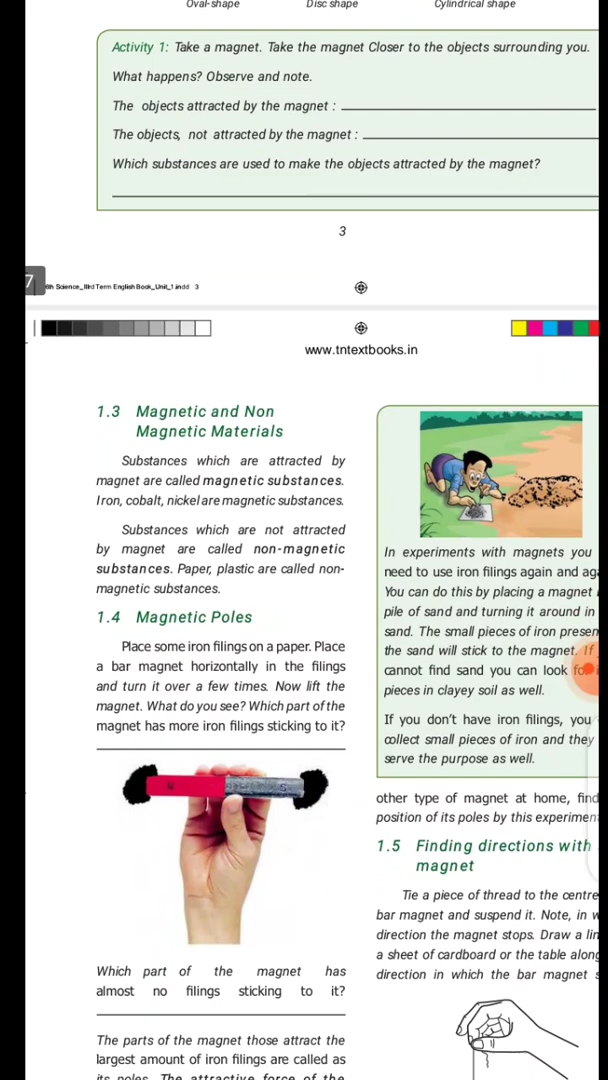 Oval-shape Disc shape Cylindrical shape
Activity 1: Take a magnet. Take the magnet Closer to the objects surrounding you.
What happens? Observe and note.
The objects attracted by the magnet :
The objects, not attracted by the magnet :
Which substances are used to make the objects attracted by the magnet?
3
7
6th Science_IIIrd Term English Book_Unit_1.indd 3
www.tntextbooks.in
1.3 Magnetic and Non
Magnetic Materials
Substances which are attracted by
magnet are called magnetic substances.
Iron, cobalt, nickel are magnetic substances.
Substances which are not attracted
by magnet are called non-magnetic
substances. Paper, plastic are called non-
magnetic substances.
1.4 Magnetic Poles
Place some iron filings on a paper. Place
a bar magnet horizontally in the filings
and turn it over a few times. Now lift the
magnet. What do you see? Which part of the
magnet has more iron filings sticking to it?
N S
Which part of the magnet has
almost no filings sticking to it?
The parts of the magnet those attract the
largest amount of iron filings are called as
its poles. The attractive force of the
In experiments with magnets you
need to use iron filings again and
You can do this by placing a magnet
pile of sand and turning it around in
sand. The small pieces of iron
the sand will stick to the magnet. If
cannot find sand you can look
pieces in clayey soil as well.
If you don't have iron filings, you
collect small pieces of iron and they
serve the purpose as well.
other type of magnet at home, find
position of its poles by this
1.5 Finding directions with
magnet
Tie a piece of thread to the centre
bar magnet and suspend it. Note, in
direction the magnet stops. Draw a
a sheet of cardboard or the table
direction in which the bar magnet